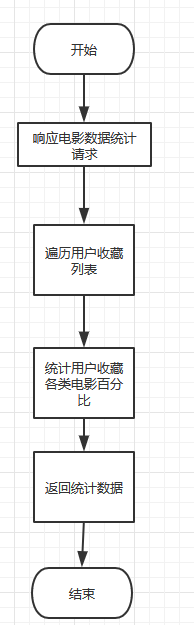 开始
响应电影数据统计
请求
遍历用户收藏
列表
统计用户收藏
各类电影百分
比
返回统计数据
结束